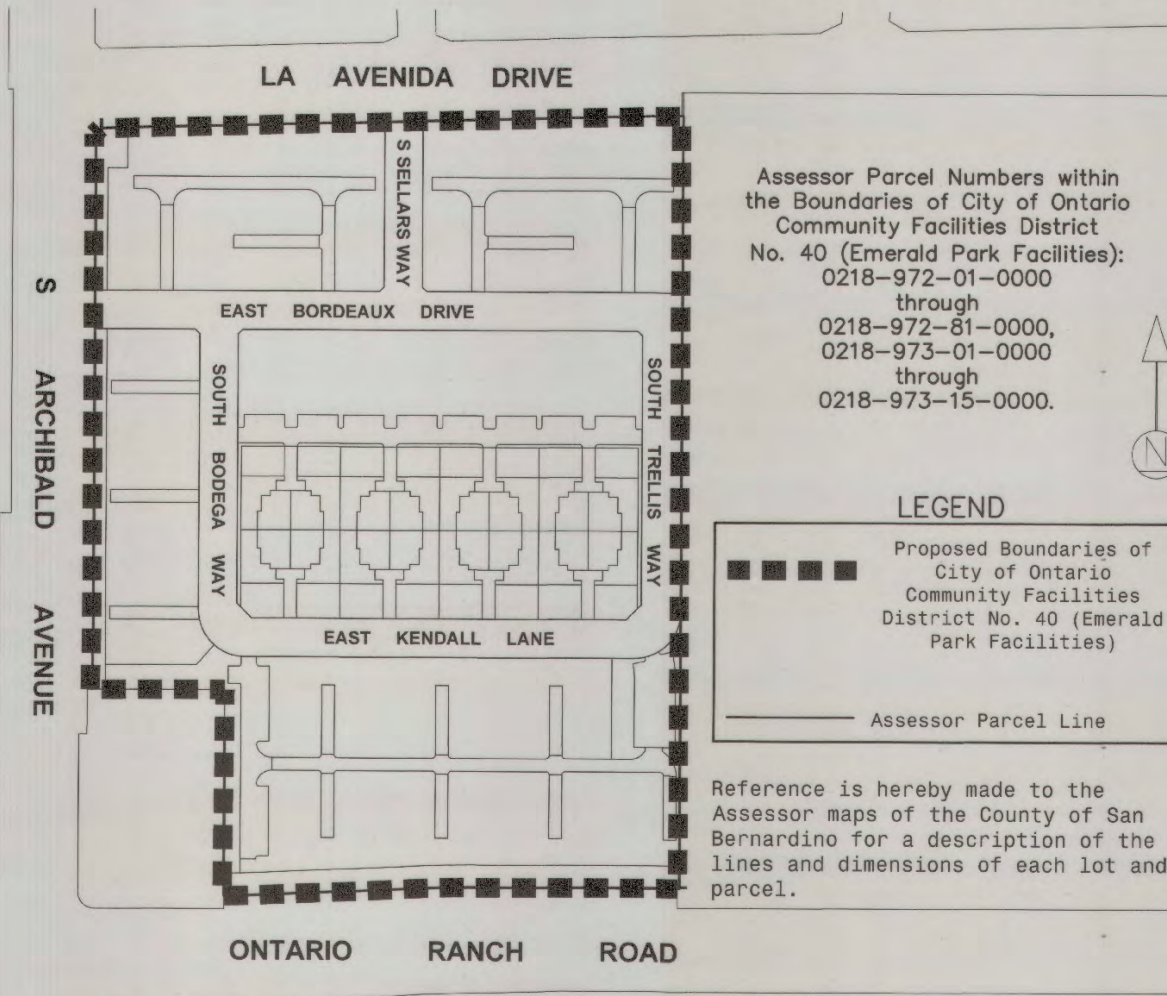 LA AVENIDA DRIVE
S SELLARS WAY
EAST BORDEAUX DRIVE
S ARCHIBALD AVENUE
SOUTH BODEGA WAY
SOUTH TRELLIS WAY
EAST KENDALL LANE
ONTARIO RANCH ROAD
Assessor Parcel Numbers within
the Boundaries of City of Ontario
Community Facilities District
No. 40 (Emerald Park Facilities):
0218-972-01-0000
through
0218-972-81-0000,
0218-973-01-0000
through
0218-973-15-0000.
N
LEGEND
Proposed Boundaries of
City of Ontario
Community Facilities
District No. 40 (Emerald
Park Facilities)
Assessor Parcel Line
Reference is hereby made to the
Assessor maps of the County of San
Bernardino for a description of the
lines and dimensions of each lot and
parcel.